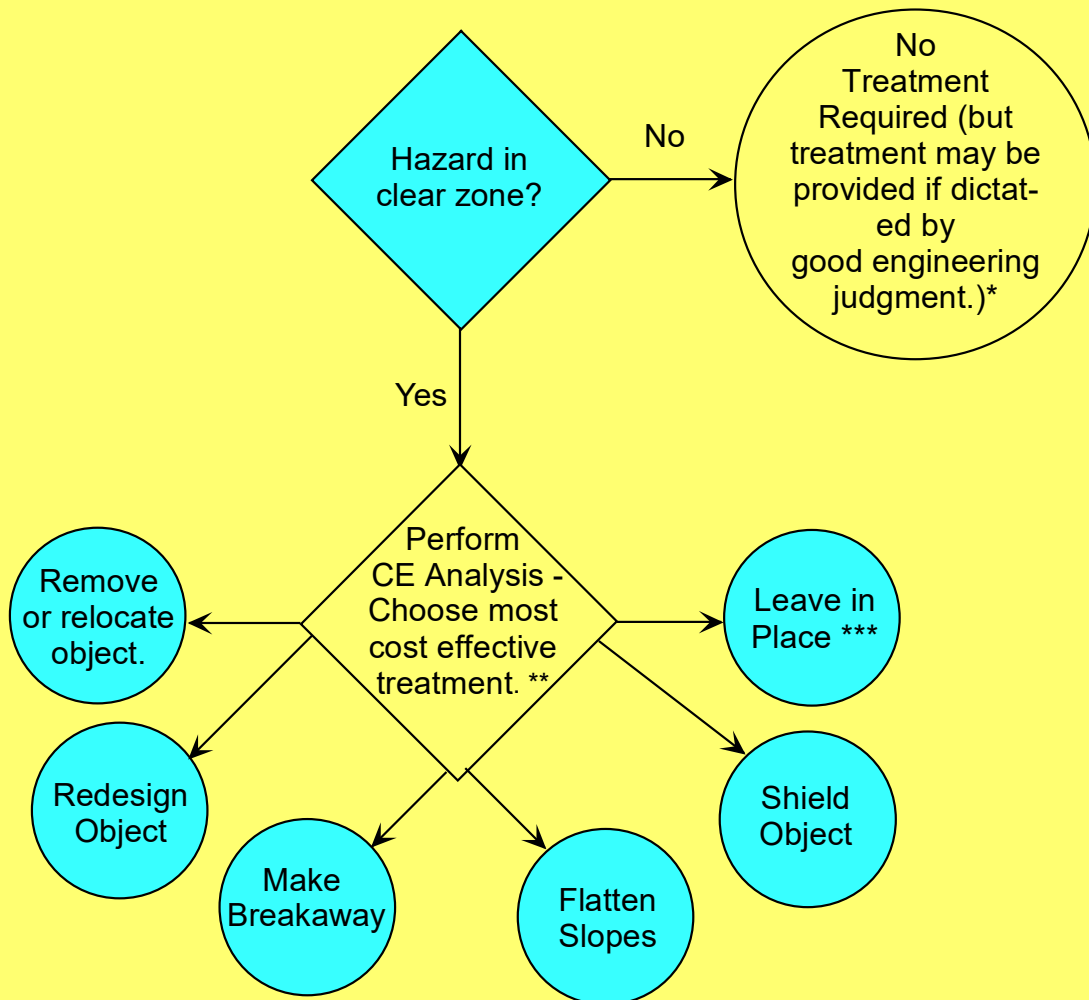 Hazard in
clear zone?
No
No
Treatment
Required (but
treatment may be
provided if dictat-
ed by
good engineering
judgment.)*
Yes
Perform
CE Analysis -
Choose most
cost effective
treatment. **
Remove
or relocate
object.
Leave in
Place ***
Redesign
Object
Shield
Object
Make
Breakaway
Flatten
Slopes